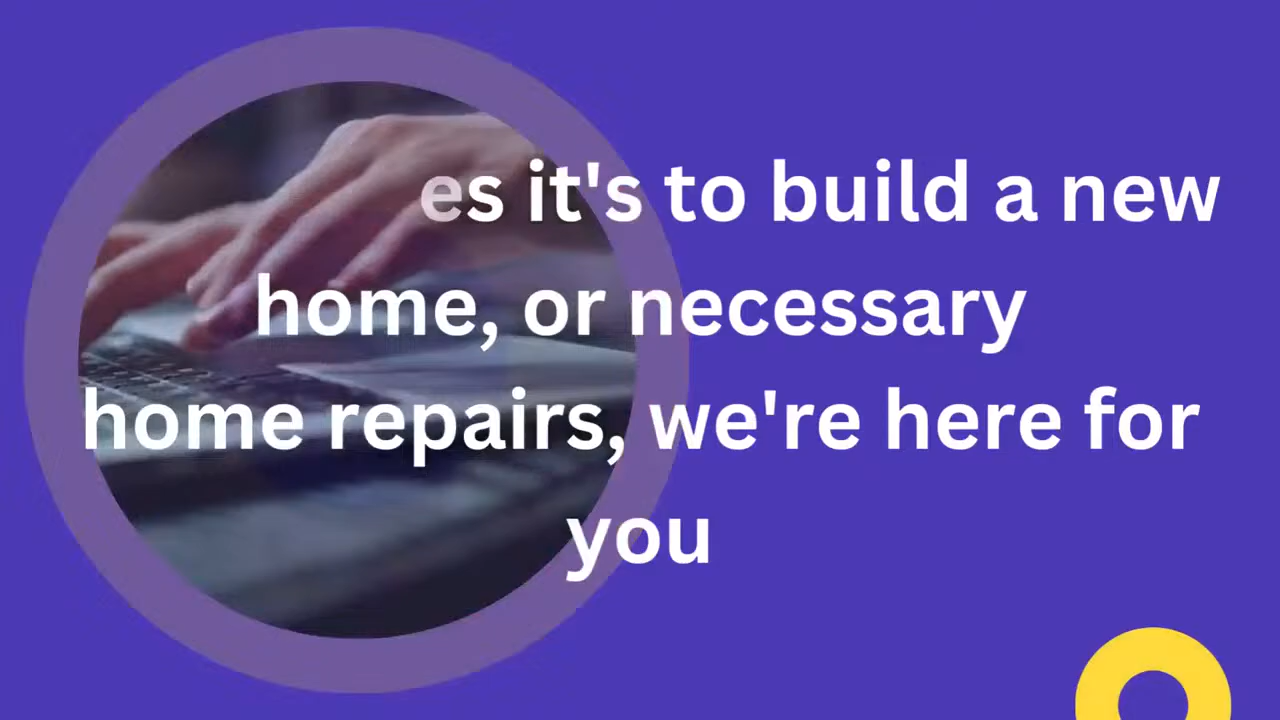 es it's to build a new
home, or necessary
home repairs, we're here for
you